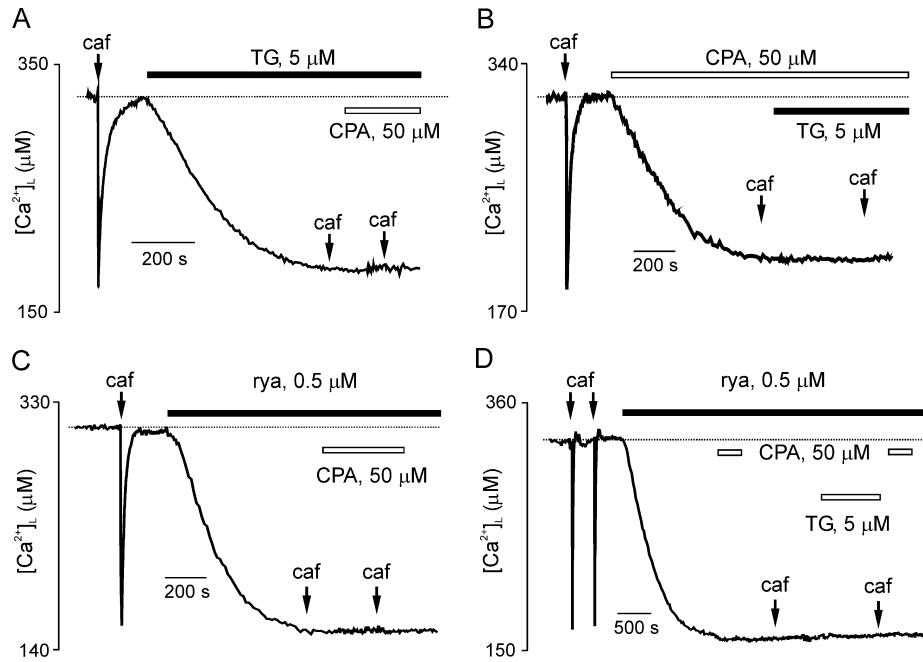 A
caf
350
TG, 5 μM
CPA, 50 μM
[Ca2+]L (μM)
caf
caf
200 s
150
B
caf
340
CPA, 50 μM
TG, 5 μM
[Ca2+]L (μM)
caf
caf
200 s
170
C
caf
330
rya, 0.5 μM
CPA, 50 μM
[Ca2+]L (μM)
200 s
caf
caf
140
D
caf
360
rya, 0.5 μM
CPA, 50 μM
TG, 5 μM
[Ca2+]L (μM)
caf
caf
500 s
150